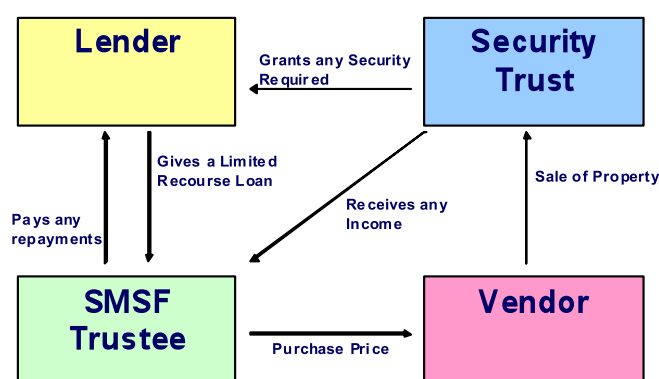 Lender
Security
Trust
Grants any Security
Required
Gives a Limited
Recourse Loan
Sale of Property
Receives any
Income
Pays any
repayments
SMSF
Trustee
Vendor
Purchase Price